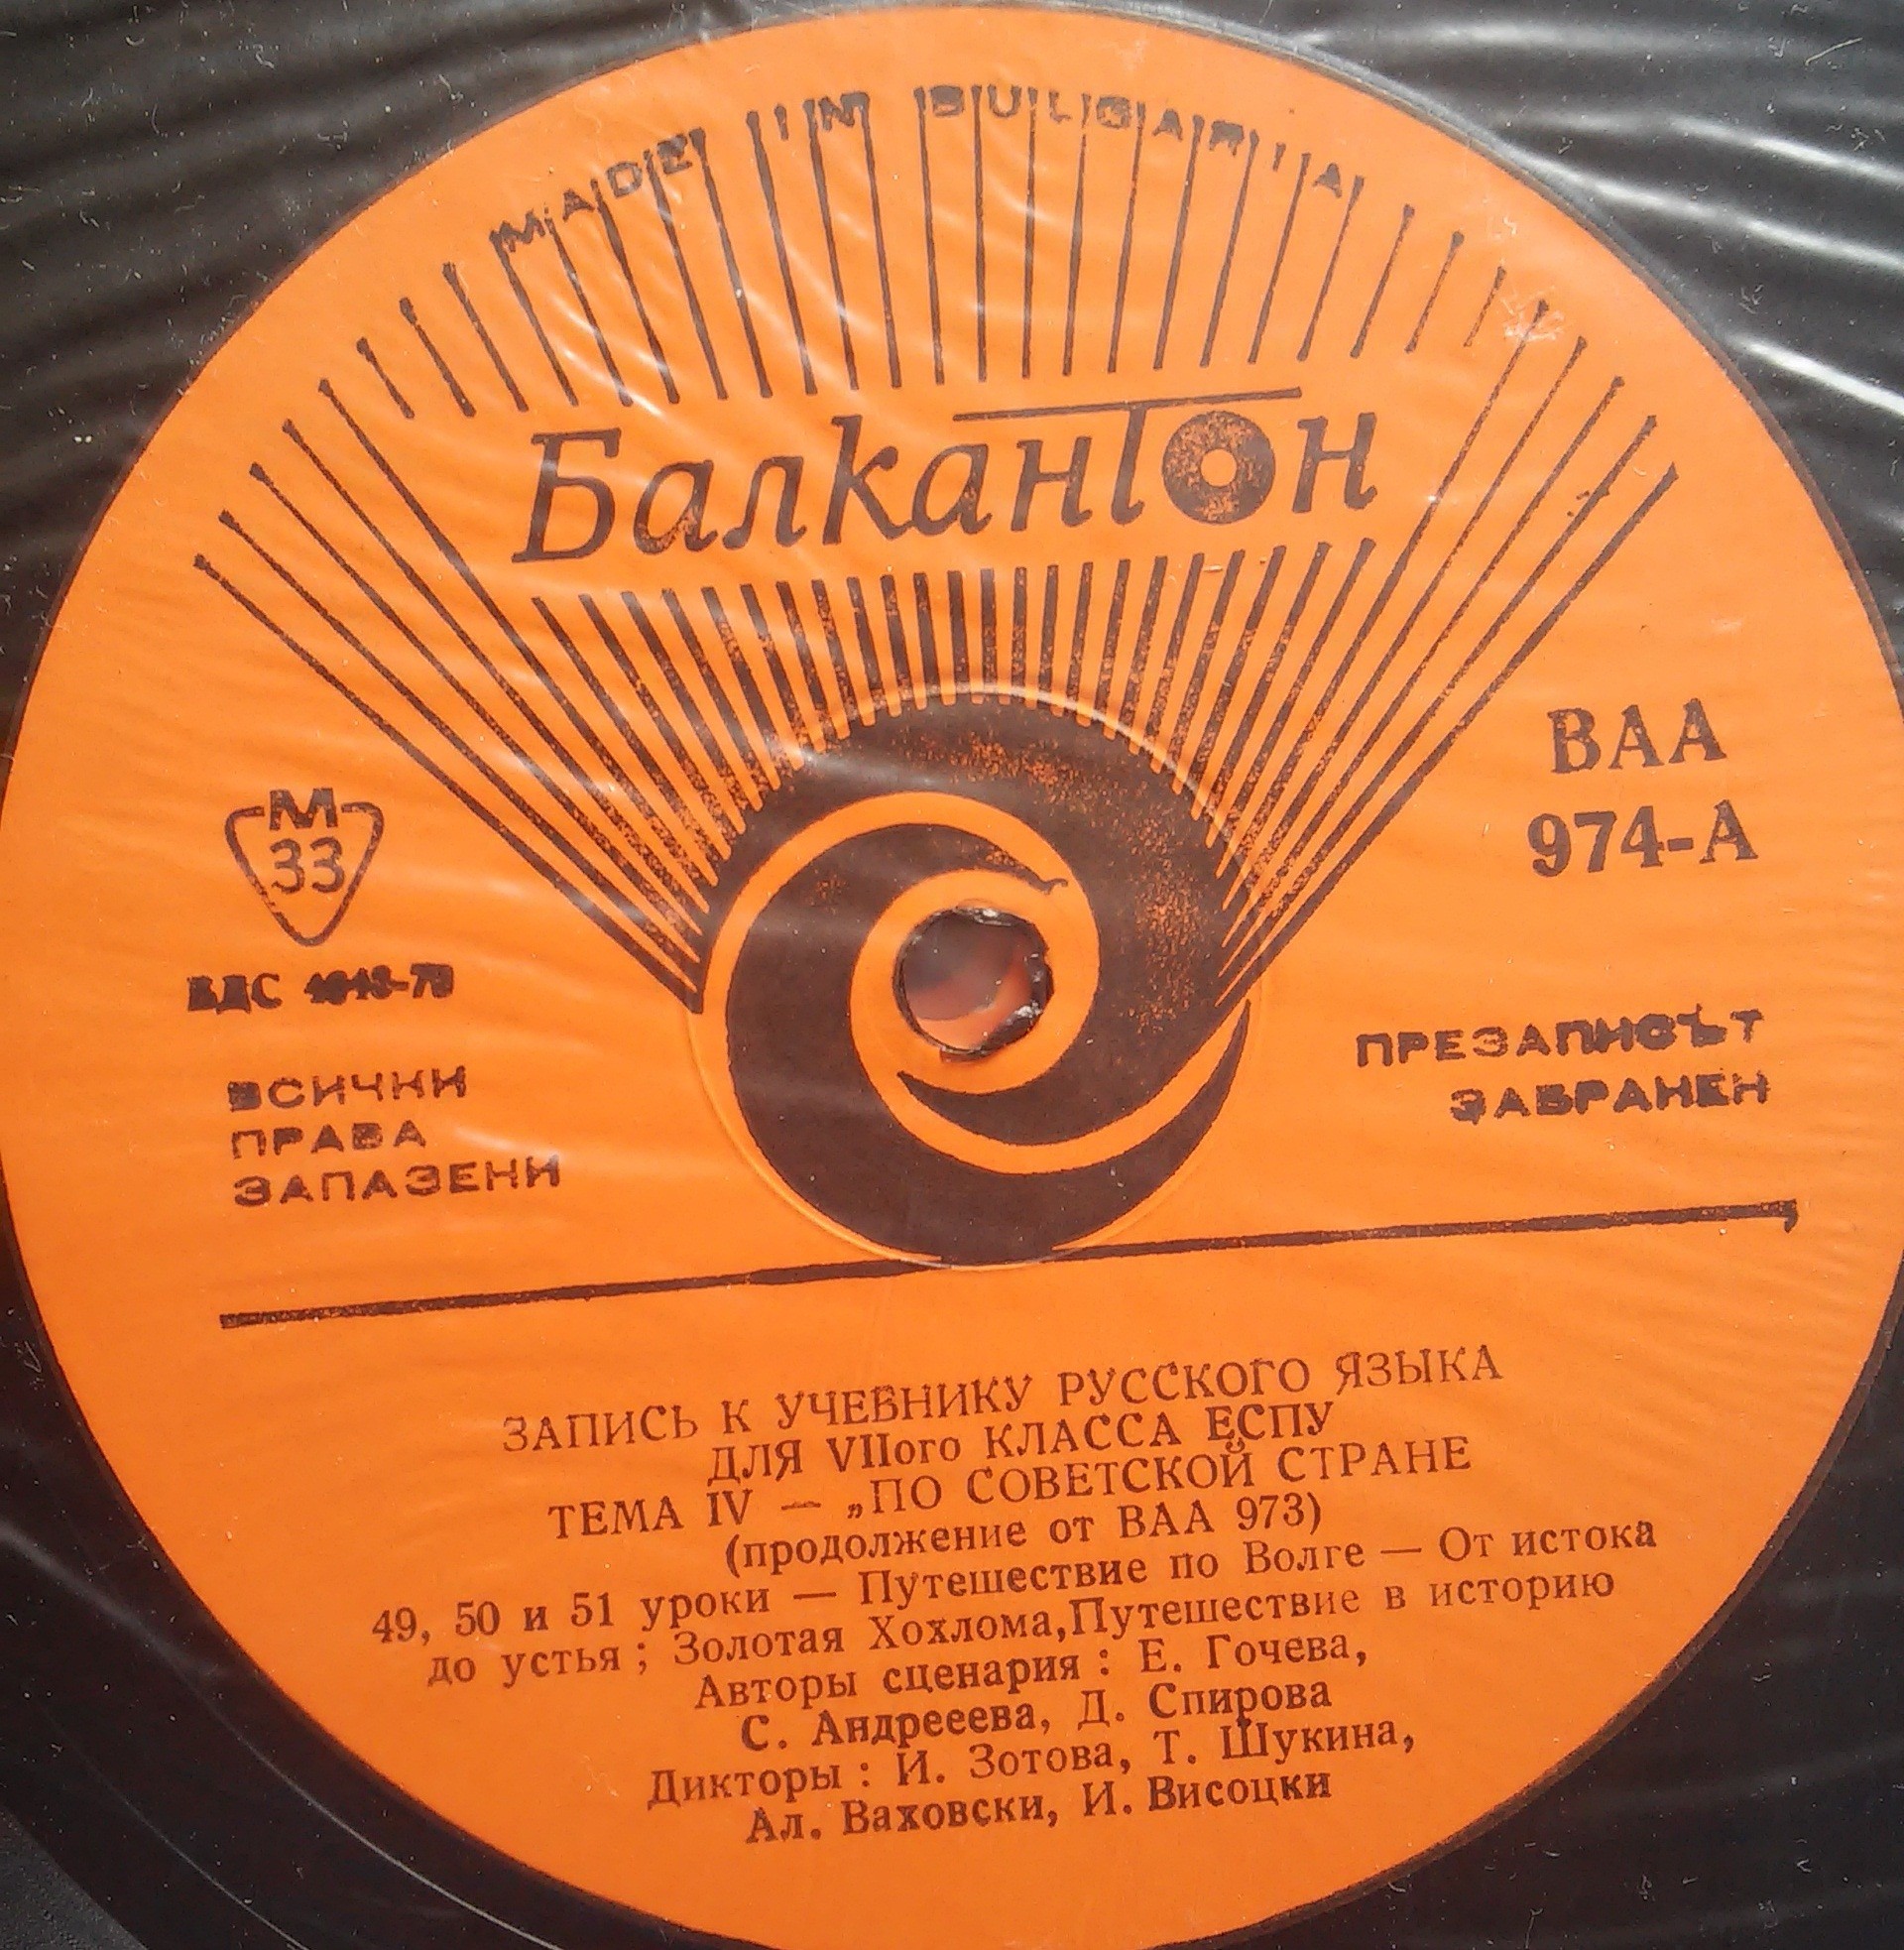 MADE IN BULGARIA
Балкантон
ВАА
974-А
М
33
БДС
ВСИЧКИ
ПРАВА
ЗАПАЗЕНИ
ПРЕЗАПИСЪТ
ЗАБРАНЕН
ЗАПИСЬ К УЧЕБНИКУ РУССКОГО ЯЗЫКА
ДЛЯ VIIого КЛАССА ЕСПУ
ТЕМА IV — „ПО СОВЕТСКОЙ СТРАНЕ
(продолжение от ВАА 973)
49, 50 и 51 уроки — Путешествие по Волге — От истока
до устья ; Золотая Хохлома,Путешествие в историю
Авторы сценария : Е. Гочева,
С. Андрееева, Д. Спирова
Дикторы : И. Зотова, Т. Шукина,
Ал. Ваховски, И. Висоцки